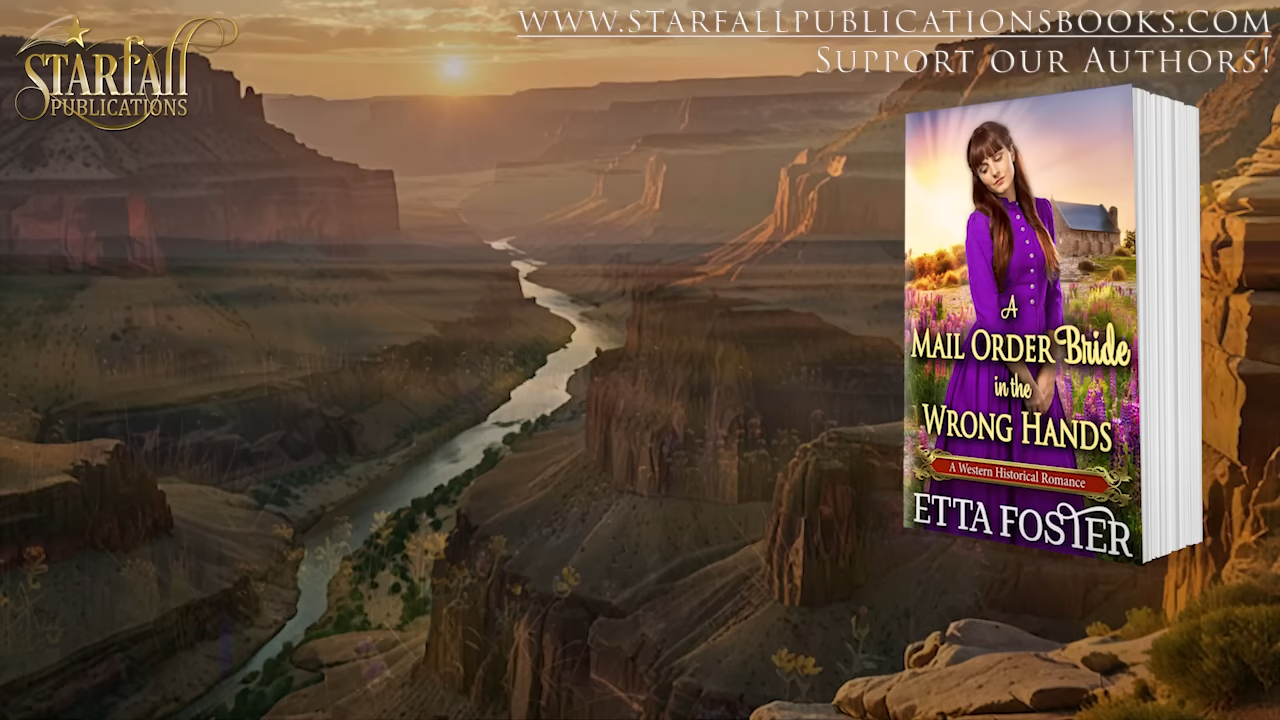 STARfall
PUBLICATIONS
WWW.STARFALLPUBLICATIONSBOOKS.COM
SUPPORT OUR AUTHORS!
A
MAIL ORDER Bride
in the
WRONG HANDS
A Western Historical Romance
ETTA FOSTER